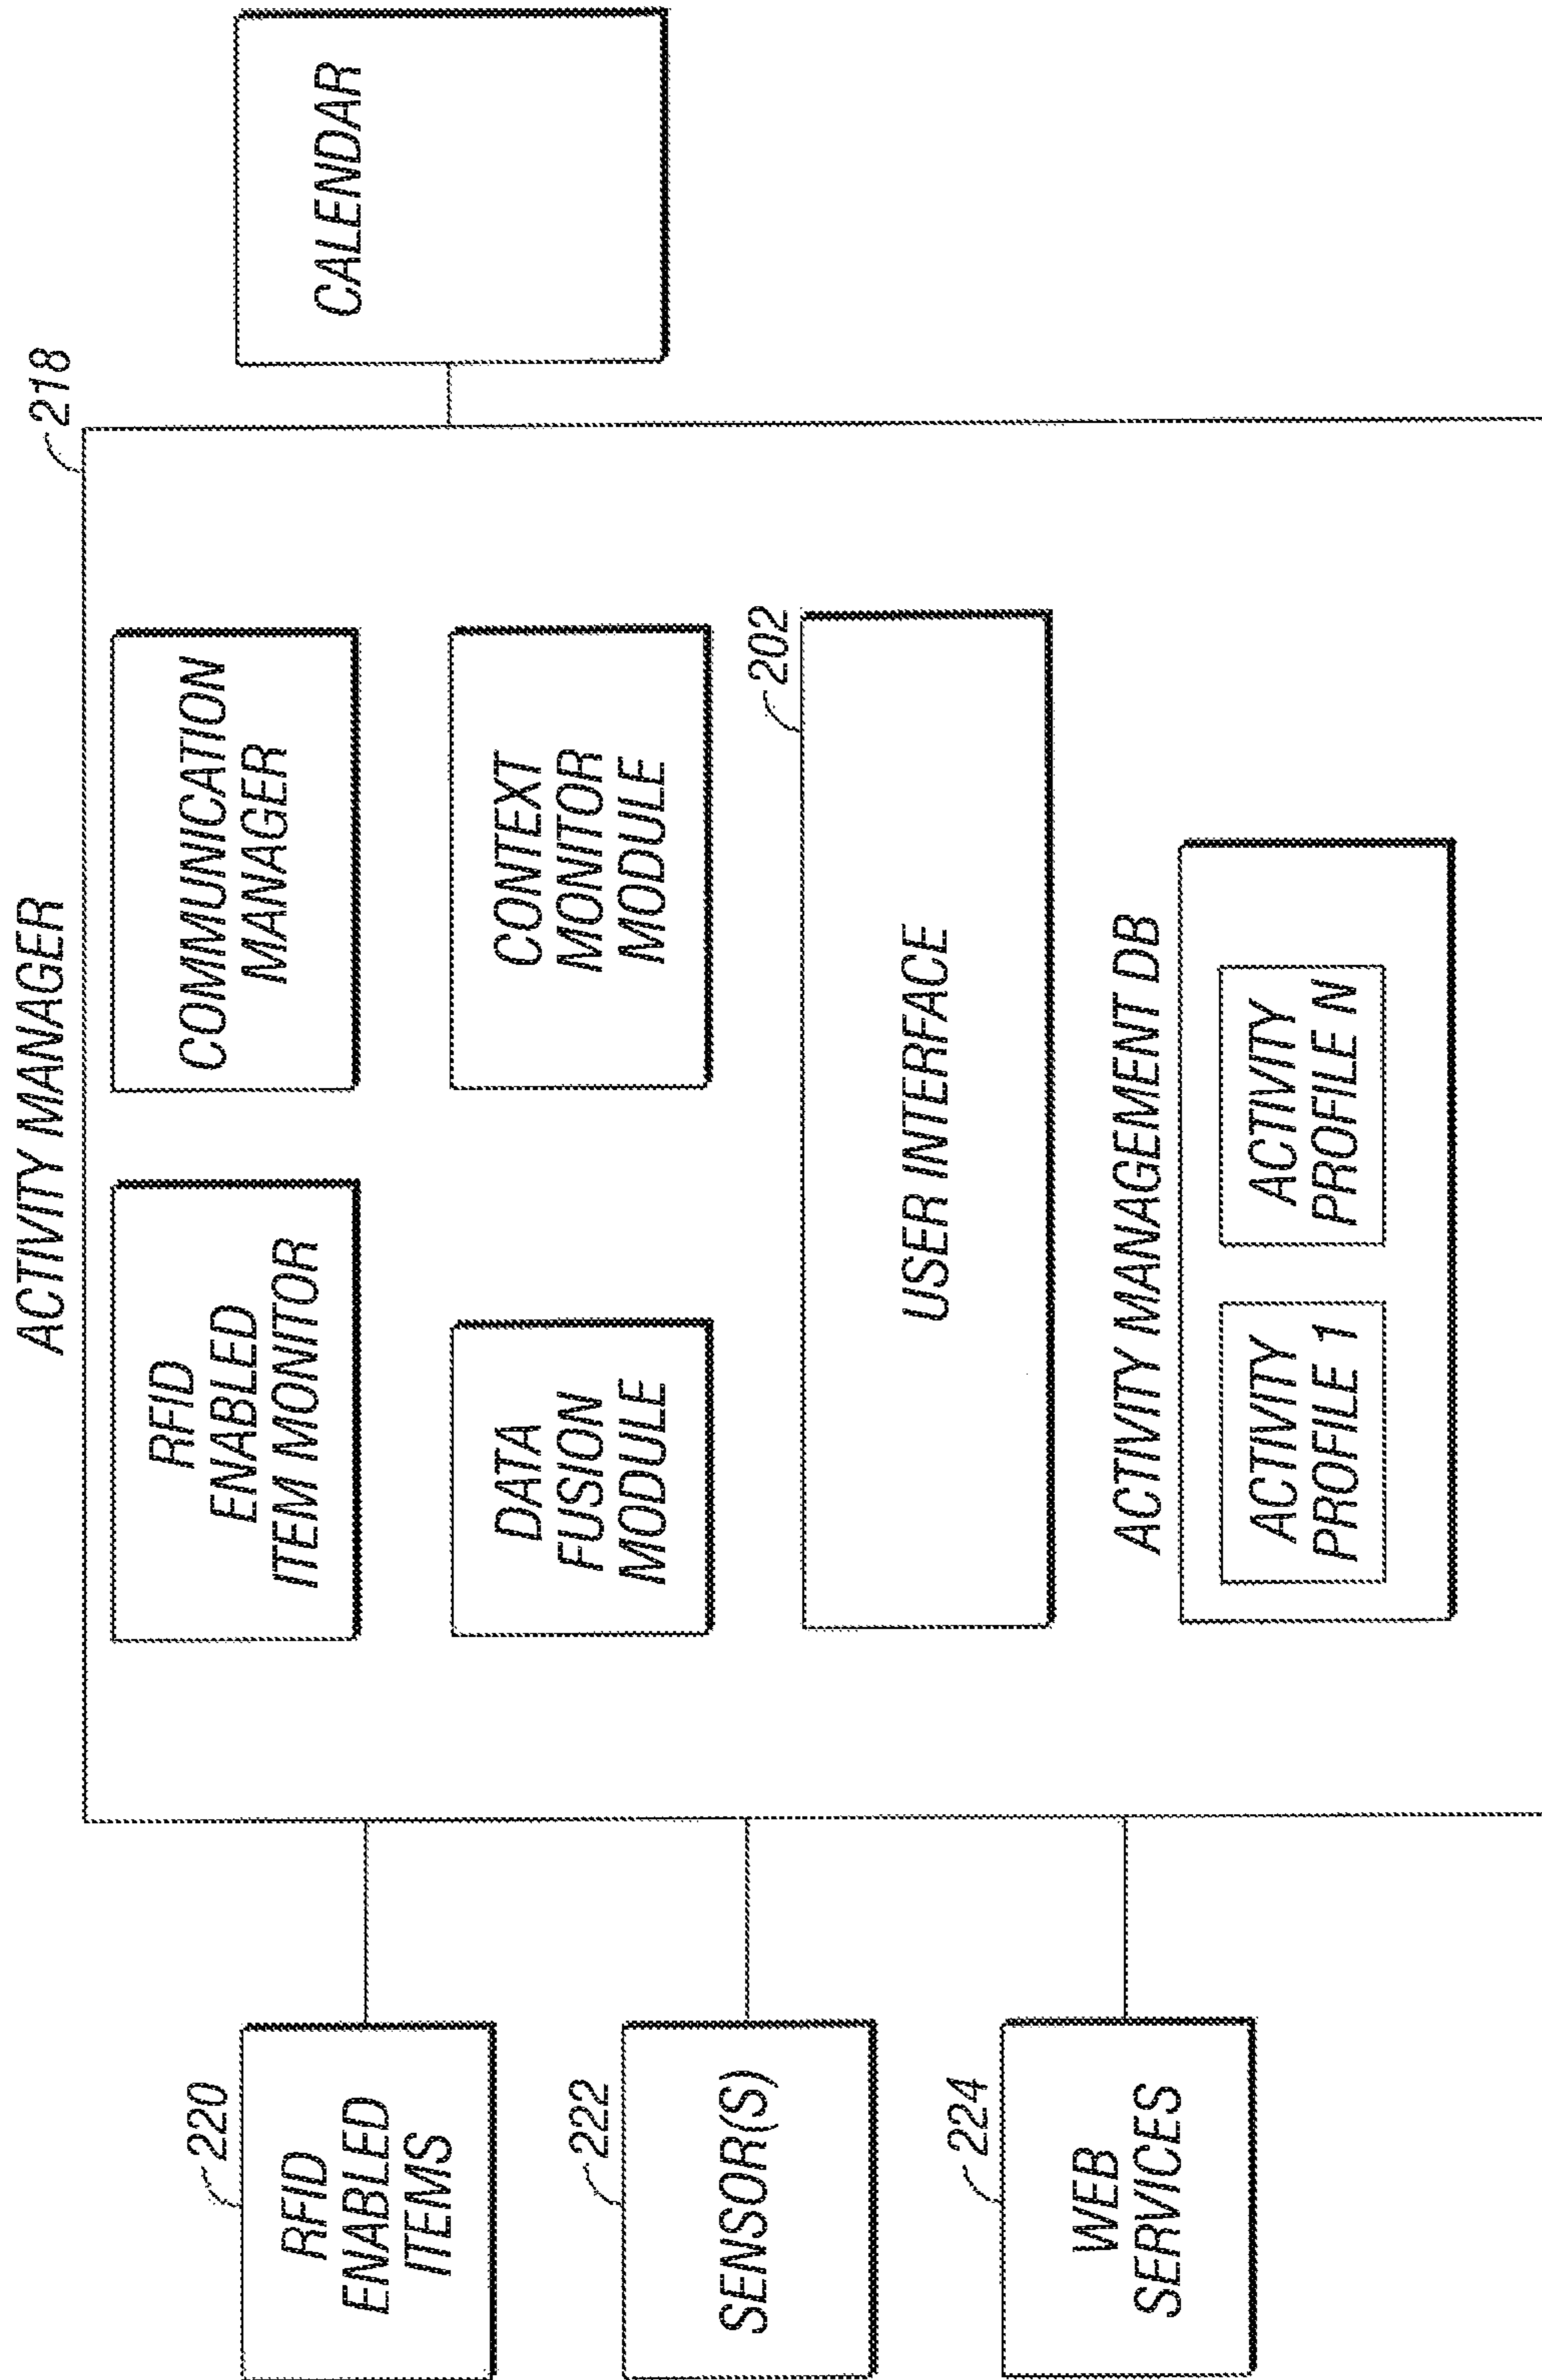 ACTIVITY MANAGER
218
RFID
ENABLED
ITEM MONITOR
COMMUNICATION
MANAGER
DATA
FUSION
MODULE
CONTEXT
MONITOR
MODULE
202
USER INTERFACE
ACTIVITY MANAGEMENT DB
ACTIVITY
PROFILE 1
ACTIVITY
PROFILE N
220
RFID
ENABLED
ITEMS
222
SENSOR(S)
224
WEB
SERVICES
CALENDAR